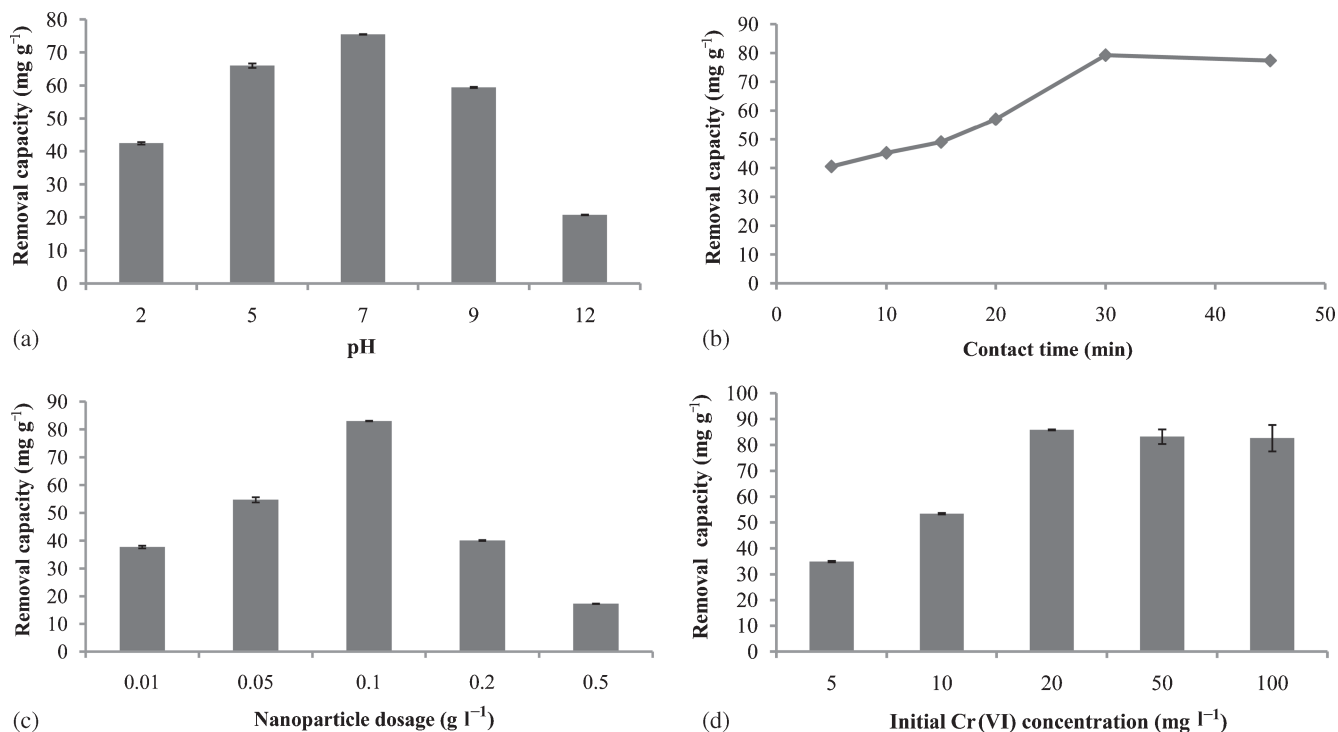 Removal capacity (mg g⁻¹)
80
70
60
50
40
30
20
10
0
2 5 7 9 12
pH
(a)
Removal capacity (mg g⁻¹)
90
80
70
60
50
40
30
20
10
0
0 10 20 30 40 50
Contact time (min)
(b)
Removal capacity (mg g⁻¹)
90
80
70
60
50
40
30
20
10
0
0.01 0.05 0.1 0.2 0.5
Nanoparticle dosage (g l⁻¹)
(c)
Removal capacity (mg g⁻¹)
100
90
80
70
60
50
40
30
20
10
0
5 10 20 50 100
Initial Cr(VI) concentration (mg l⁻¹)
(d)